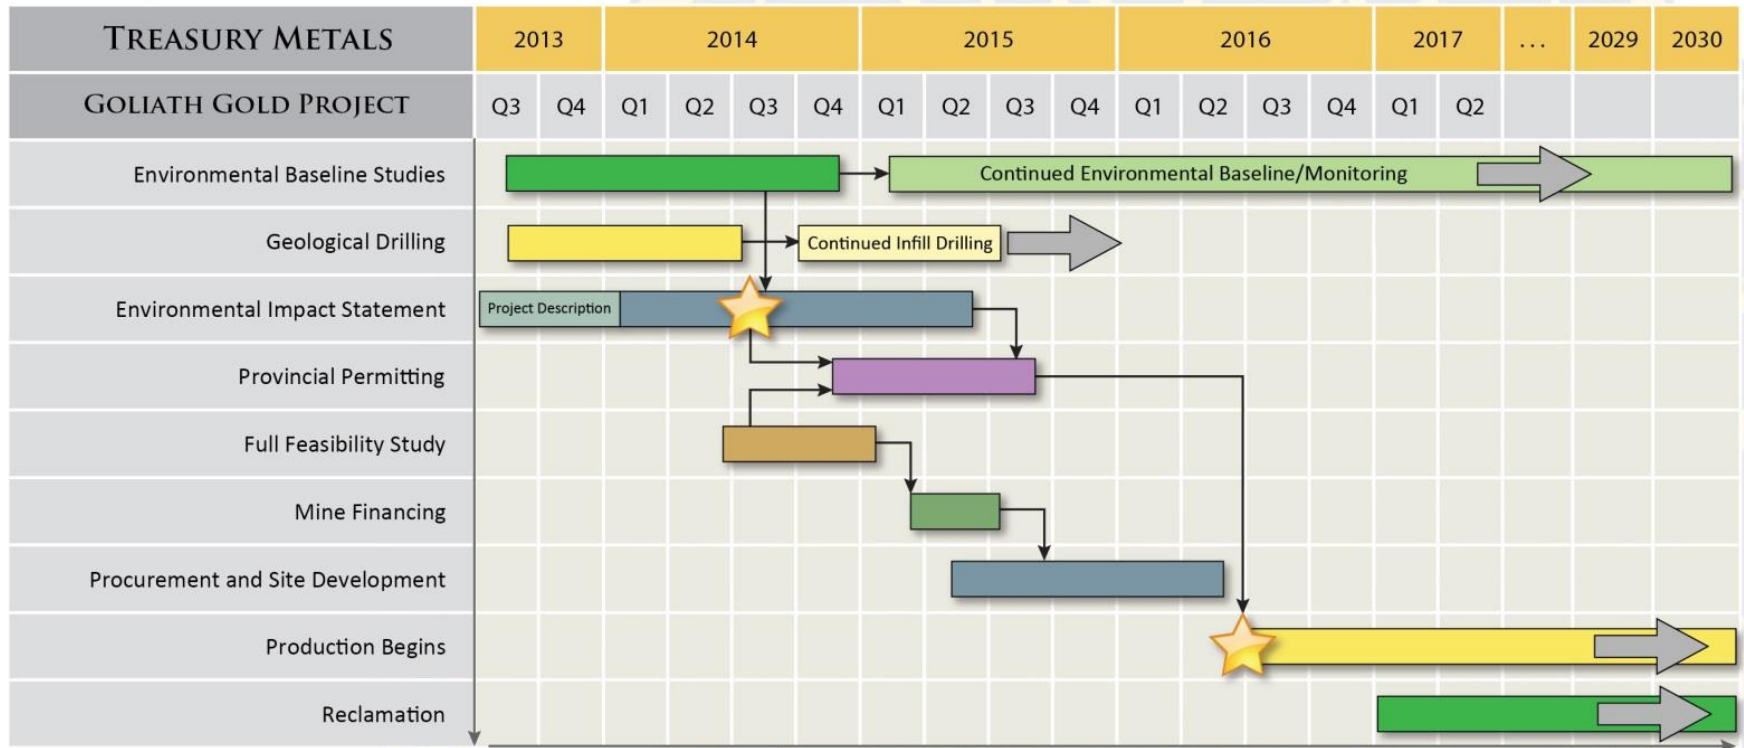 TREASURY METALS 2013 2014 2015 2016 2017 ... 2029 2030
GOLIATH GOLD PROJECT Q3 Q4 Q1 Q2 Q3 Q4 Q1 Q2 Q3 Q4 Q1 Q2 Q3 Q4 Q1 Q2
Environmental Baseline Studies Continued Environmental Baseline/Monitoring
Geological Drilling Continued Infill Drilling
Environmental Impact Statement Project Description
Provincial Permitting
Full Feasibility Study
Mine Financing
Procurement and Site Development
Production Begins
Reclamation